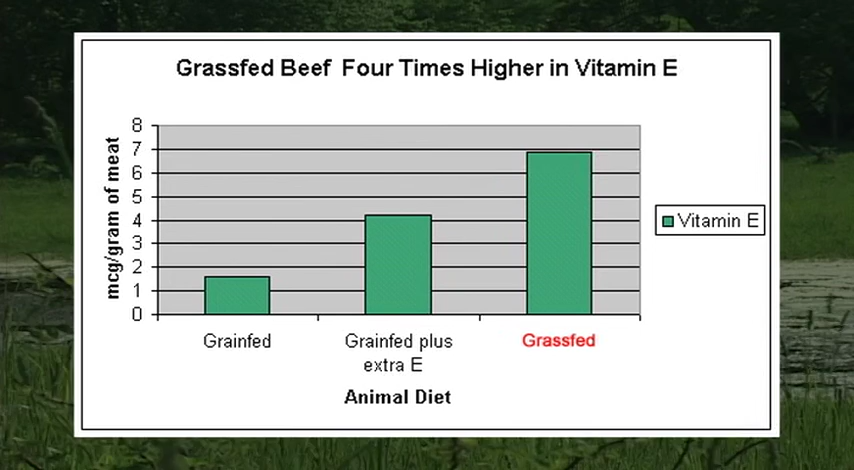 Grassfed Beef Four Times Higher in Vitamin E
8
7
6
5
4
3
2
1
0
mcg/gram of meat
Grainfed
Grainfed plus
extra E
Grassfed
Animal Diet
Vitamin E